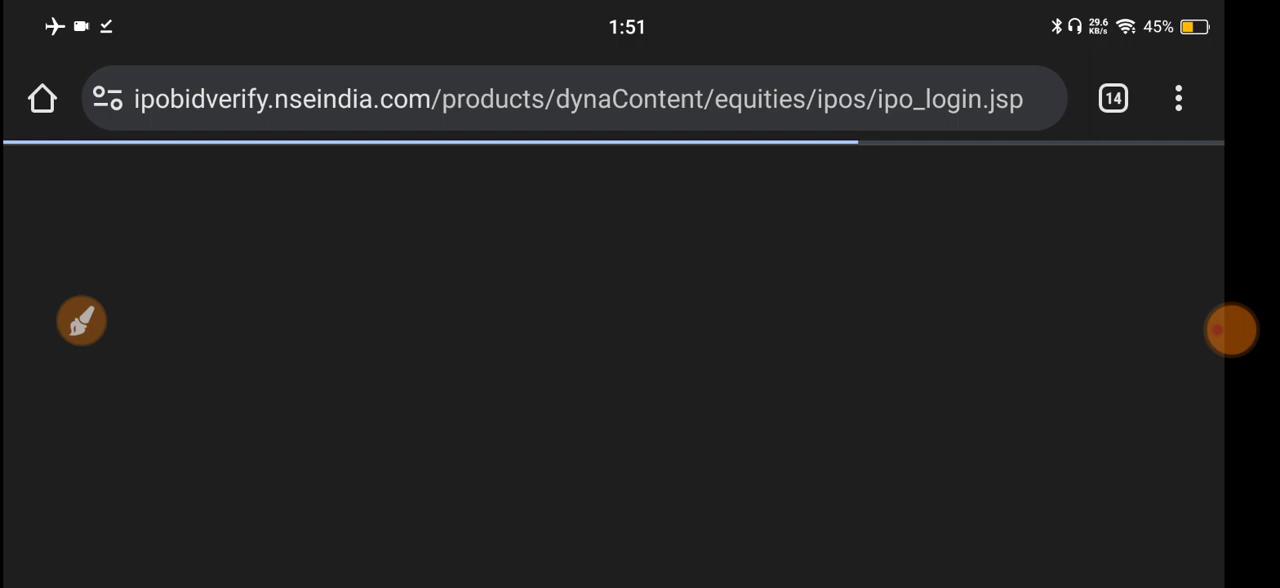 1:51
29.6
KB/s
45%
ipobidverify.nseindia.com/products/dynaContent/equities/ipos/ipo_login.jsp
14